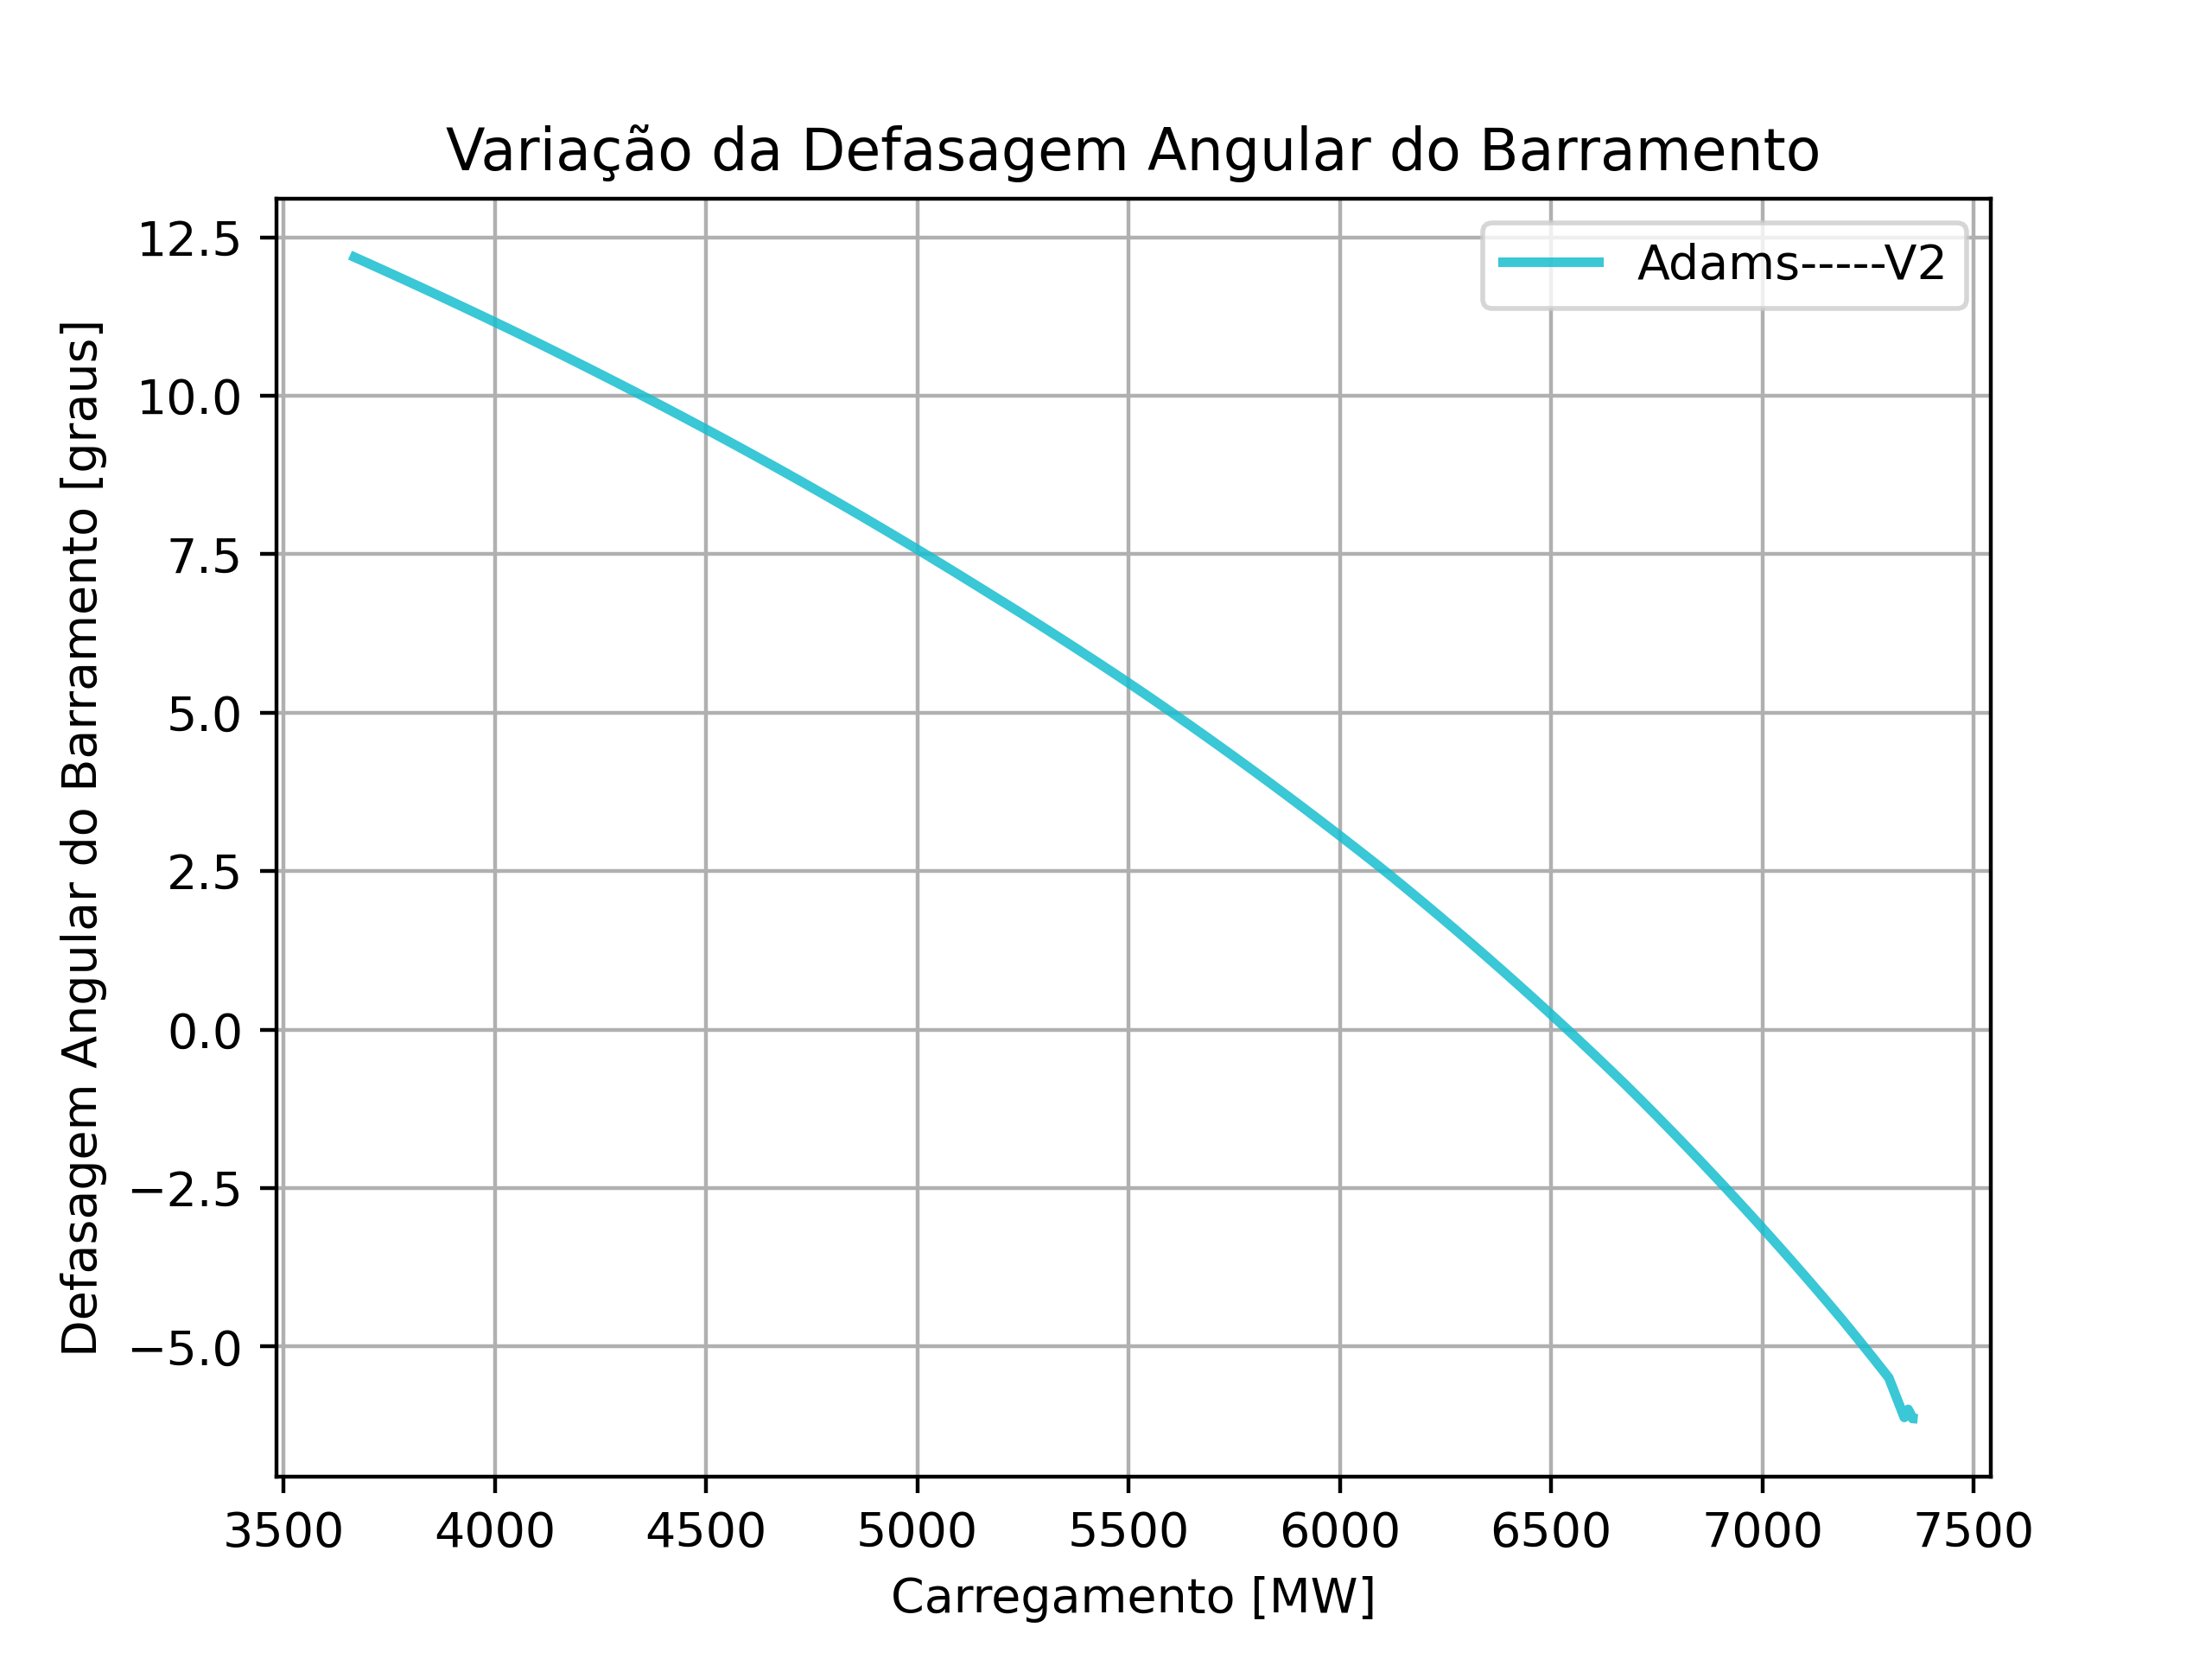 Variação da Defasagem Angular do Barramento
Adams-----V2
Defasagem Angular do Barramento [graus]
12.5
10.0
7.5
5.0
2.5
0.0
−2.5
−5.0
3500 4000 4500 5000 5500 6000 6500 7000 7500
Carregamento [MW]